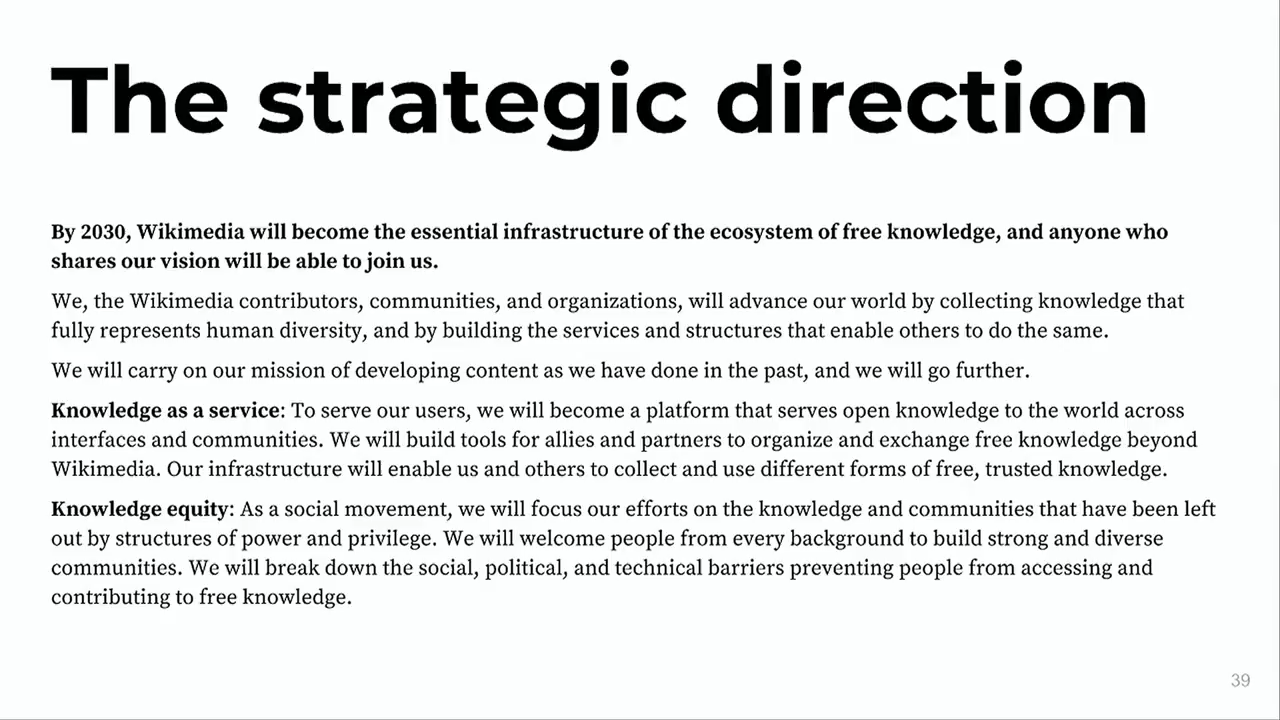 The strategic direction
By 2030, Wikimedia will become the essential infrastructure of the ecosystem of free knowledge, and anyone who
shares our vision will be able to join us.
We, the Wikimedia contributors, communities, and organizations, will advance our world by collecting knowledge that
fully represents human diversity, and by building the services and structures that enable others to do the same.
We will carry on our mission of developing content as we have done in the past, and we will go further.
Knowledge as a service: To serve our users, we will become a platform that serves open knowledge to the world across
interfaces and communities. We will build tools for allies and partners to organize and exchange free knowledge beyond
Wikimedia. Our infrastructure will enable us and others to collect and use different forms of free, trusted knowledge.
Knowledge equity: As a social movement, we will focus our efforts on the knowledge and communities that have been left
out by structures of power and privilege. We will welcome people from every background to build strong and diverse
communities. We will break down the social, political, and technical barriers preventing people from accessing and
contributing to free knowledge.
39